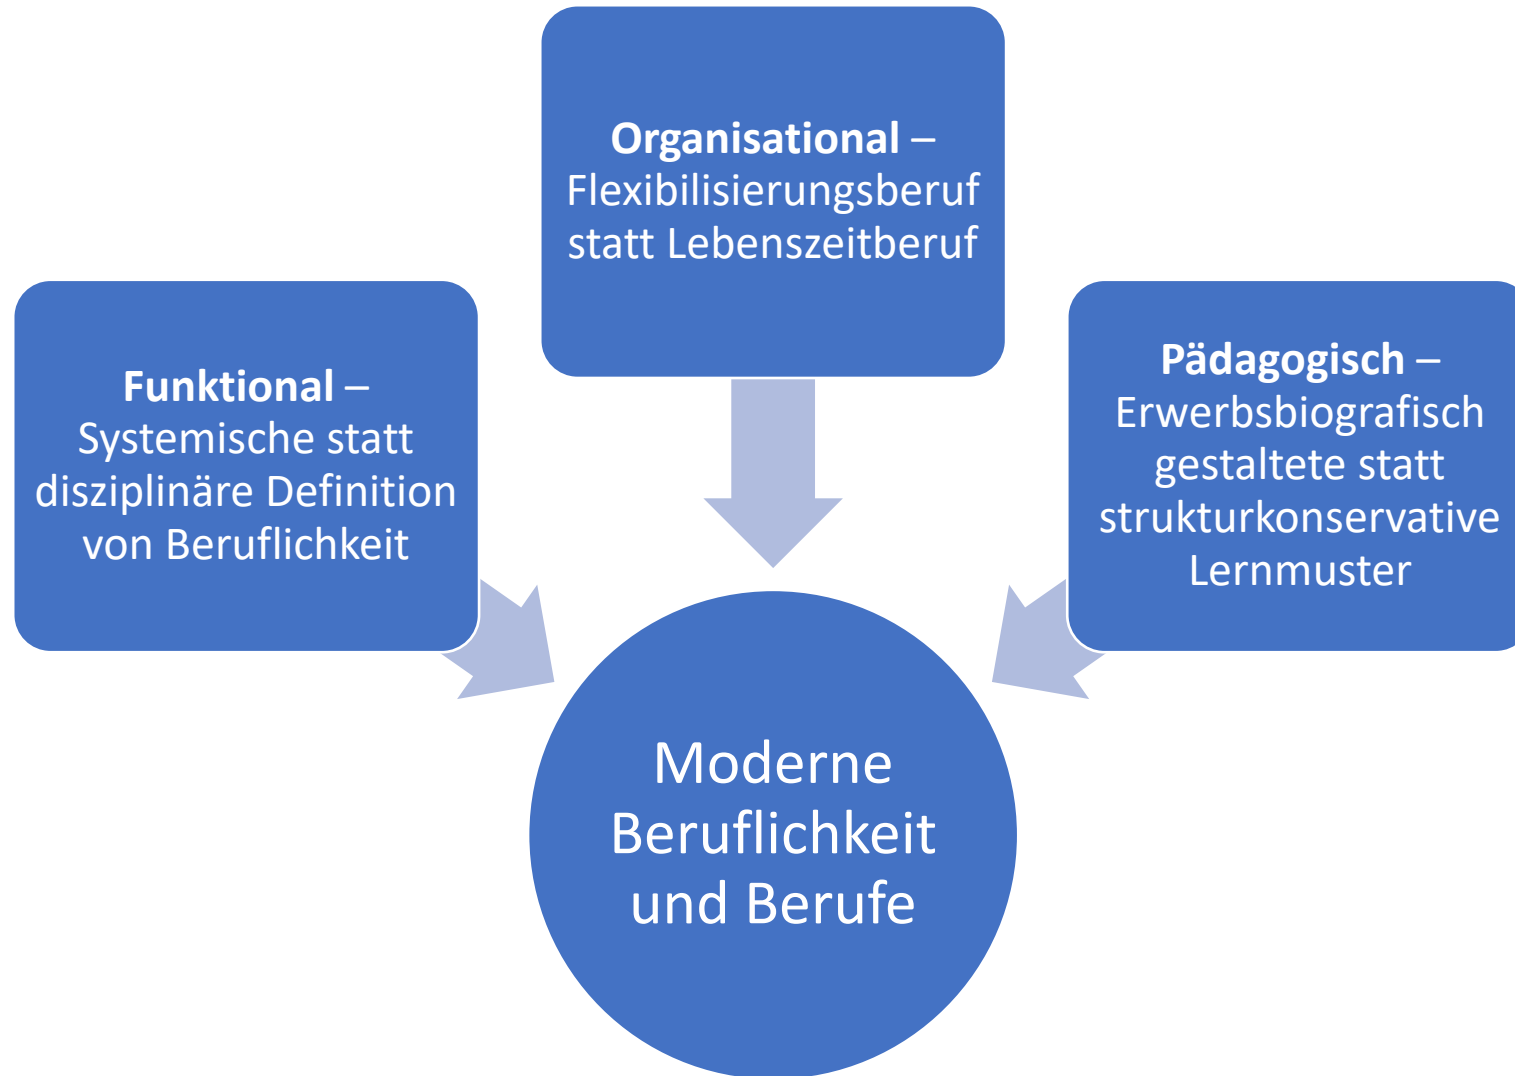 Organisational –
Flexibilisierungsberuf
statt Lebenszeitberuf
Funktional –
Systemische statt
disziplinäre Definition
von Beruflichkeit
Pädagogisch –
Erwerbsbiografisch
gestaltete statt
strukturkonservative
Lernmuster
Moderne
Beruflichkeit
und Berufe